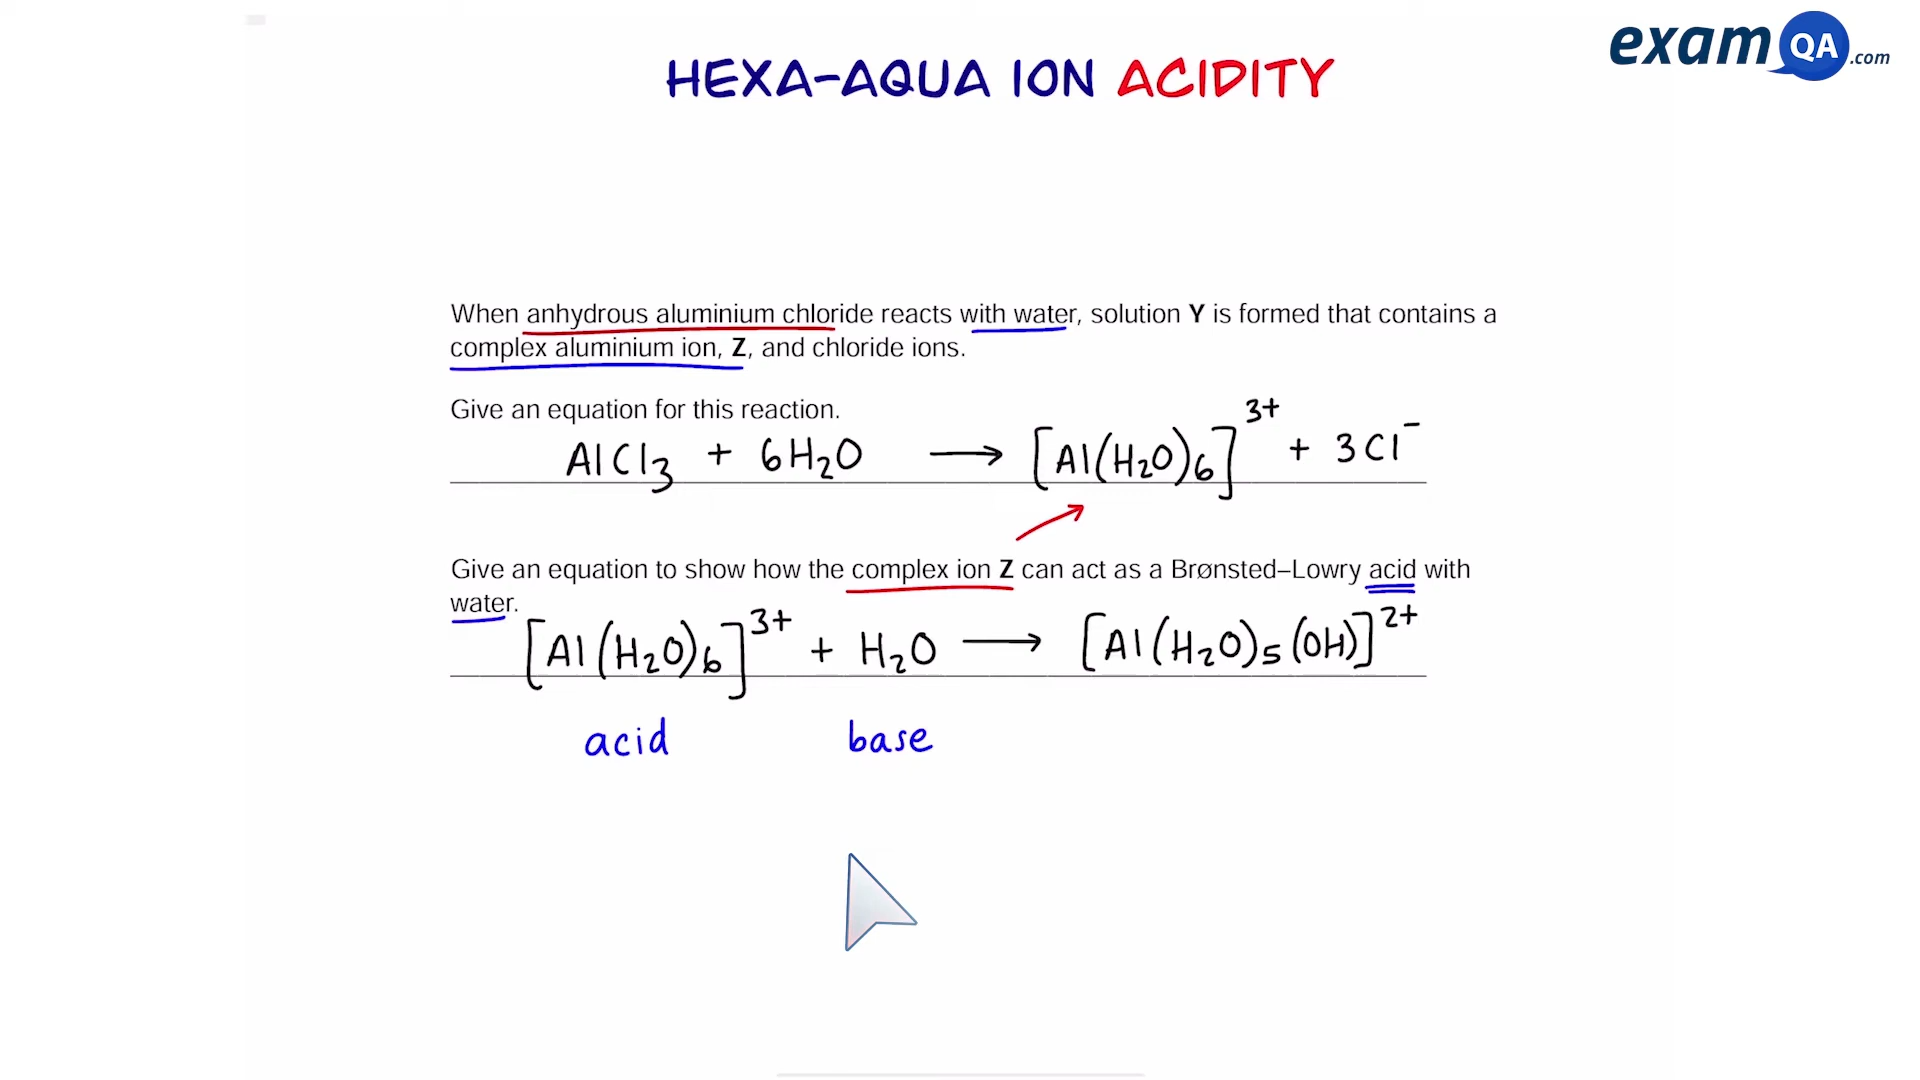 examQA.com
HEXA-AQUA ION ACIDITY
When anhydrous aluminium chloride reacts with water, solution Y is formed that contains a
complex aluminium ion, Z, and chloride ions.
Give an equation for this reaction.
AlCl₃ + 6H₂O ⟶ [Al(H₂O)₆]³⁺ + 3Cl⁻
Give an equation to show how the complex ion Z can act as a Brønsted–Lowry acid with
water.
[Al(H₂O)₆]³⁺ + H₂O ⟶ [Al(H₂O)₅(OH)]²⁺
acid base